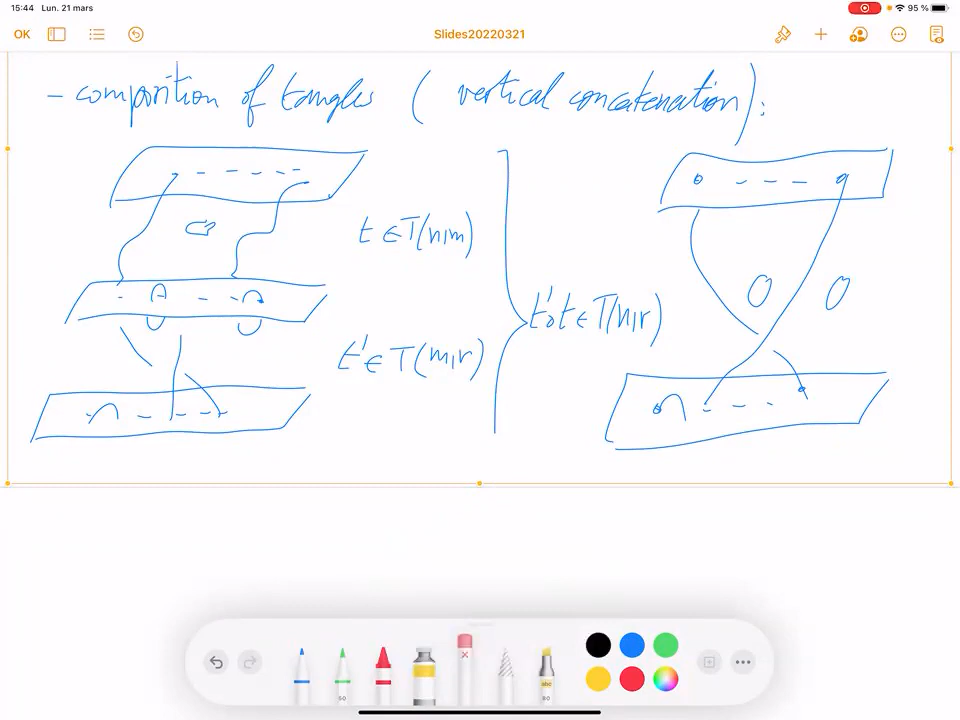 15:44 Lun. 21 mars
95 %
OK
Slides20220321
- composition of tangles ( vertical concatenation) :
t ∈ T(n,m)
t'∘t ∈ T(n,r)
t' ∈ T(m,r)